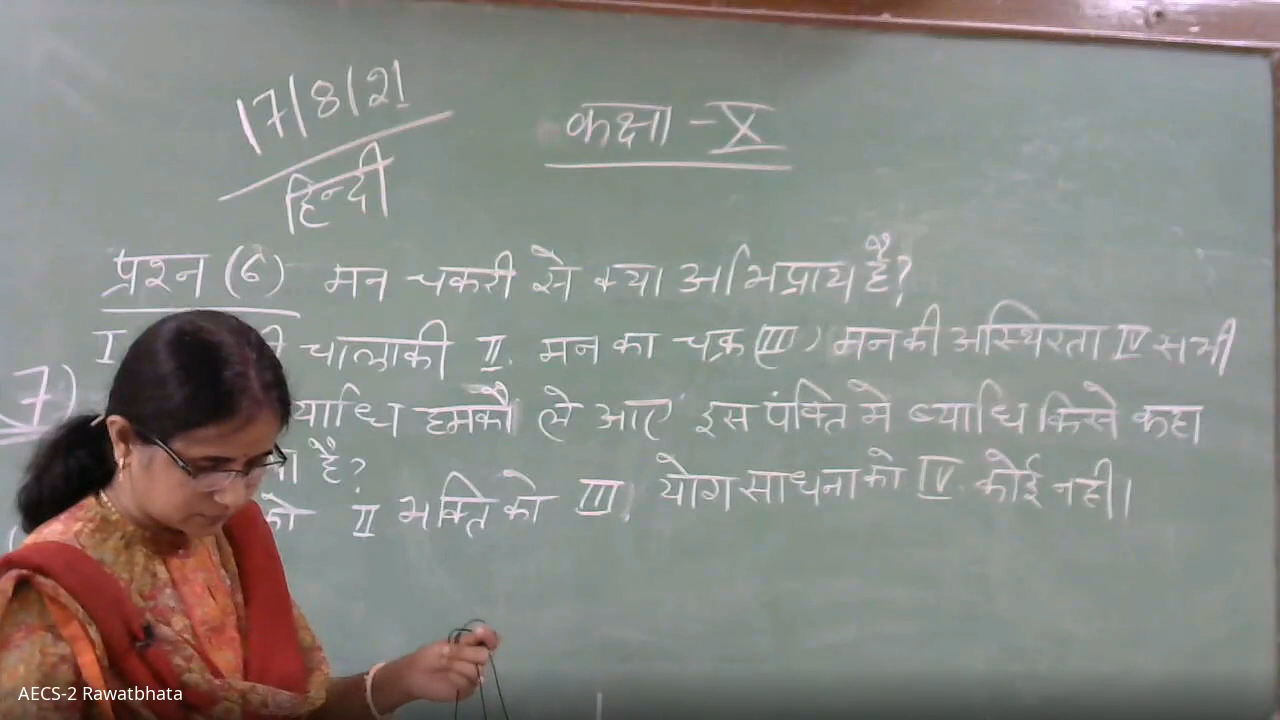 17/8/21
हिन्दी
कक्षा - X
प्रश्न (6) मन चकरी से क्या अभिप्राय है?
I चालाकी II. मन का चक्र (III) मन की अस्थिरता IV सभी
7) हमकौ ले आए इस पंक्ति मे व्याधि किसे कहा
है?
को II भक्ति को III. योग साधना को IV. कोई नही।
AECS-2 Rawatbhata